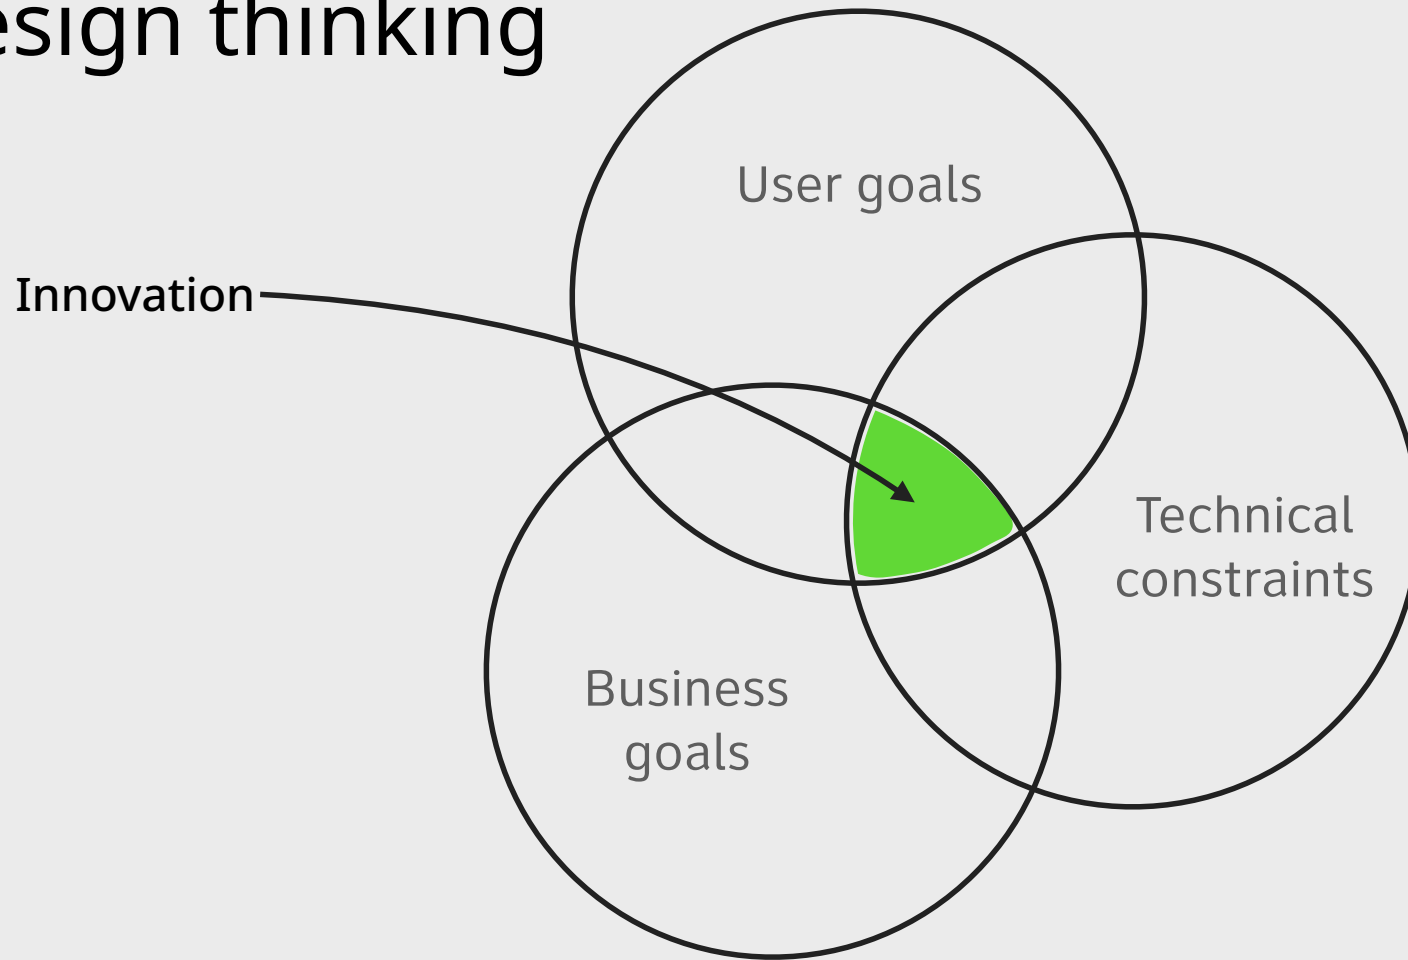 esign thinking
User goals
Innovation
Technical
constraints
Business
goals